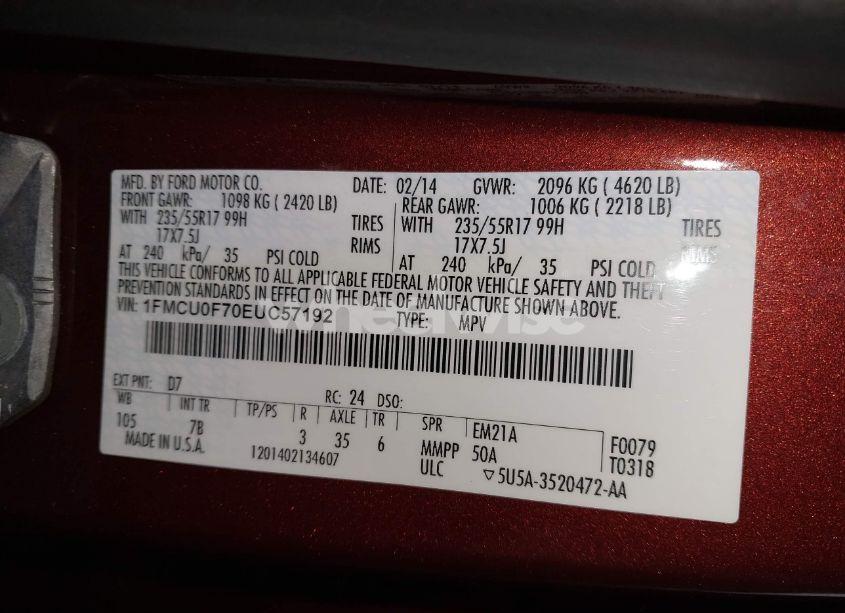 MFD. BY FORD MOTOR CO. DATE: 02/14 GVWR: 2096 KG ( 4620 LB)
FRONT GAWR: 1098 KG ( 2420 LB) REAR GAWR: 1006 KG ( 2218 LB)
WITH 235/55R17 99H TIRES WITH 235/55R17 99H TIRES
17X7.5J RIMS 17X7.5J RIMS
AT 240 kPa/ 35 PSI COLD AT 240 kPa/ 35 PSI COLD
THIS VEHICLE CONFORMS TO ALL APPLICABLE FEDERAL MOTOR VEHICLE SAFETY AND THEFT
PREVENTION STANDARDS IN EFFECT ON THE DATE OF MANUFACTURE SHOWN ABOVE.
VIN: 1FMCU0F70EUC57192 TYPE: MPV
EXT PNT: D7 RC: 24 DSO:
WB INT TR TP/PS R AXLE TR SPR EM21A F0079
105 7B 3 35 6 MMPP 50A T0318
MADE IN U.S.A. 1201402134607 ULC ▽5U5A-3520472-AA